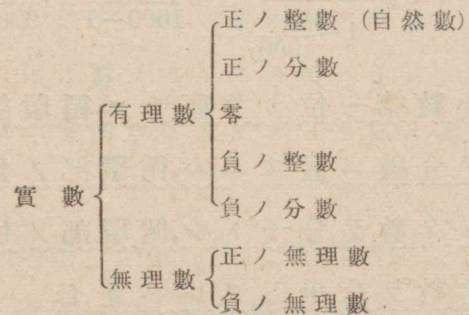 正ノ整數 (自然數)
正ノ分數
有理數
零
負ノ整數
實數
負ノ分數
正ノ無理數
無理數
負ノ無理數